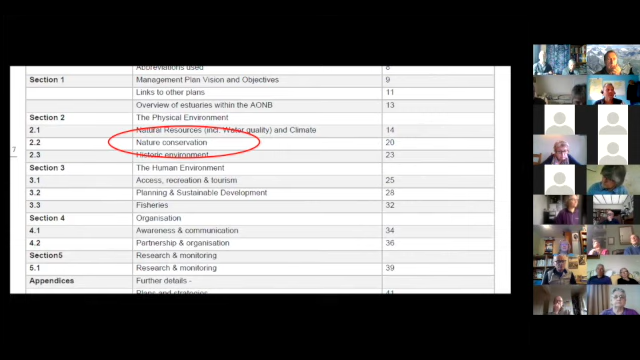 Abbreviations used 8
Section 1 Management Plan Vision and Objectives 9
Links to other plans 11
Overview of estuaries within the AONB 13
Section 2 The Physical Environment
2.1 Natural Resources (incl. Water quality) and Climate 14
7
2.2 Nature conservation 20
2.3 Historic environment 23
Section 3 The Human Environment
3.1 Access, recreation & tourism 25
3.2 Planning & Sustainable Development 28
3.3 Fisheries 32
Section 4 Organisation
4.1 Awareness & communication 34
4.2 Partnership & organisation 36
Section5 Research & monitoring
5.1 Research & monitoring 39
Appendices Further details -
Plans and strategies 41